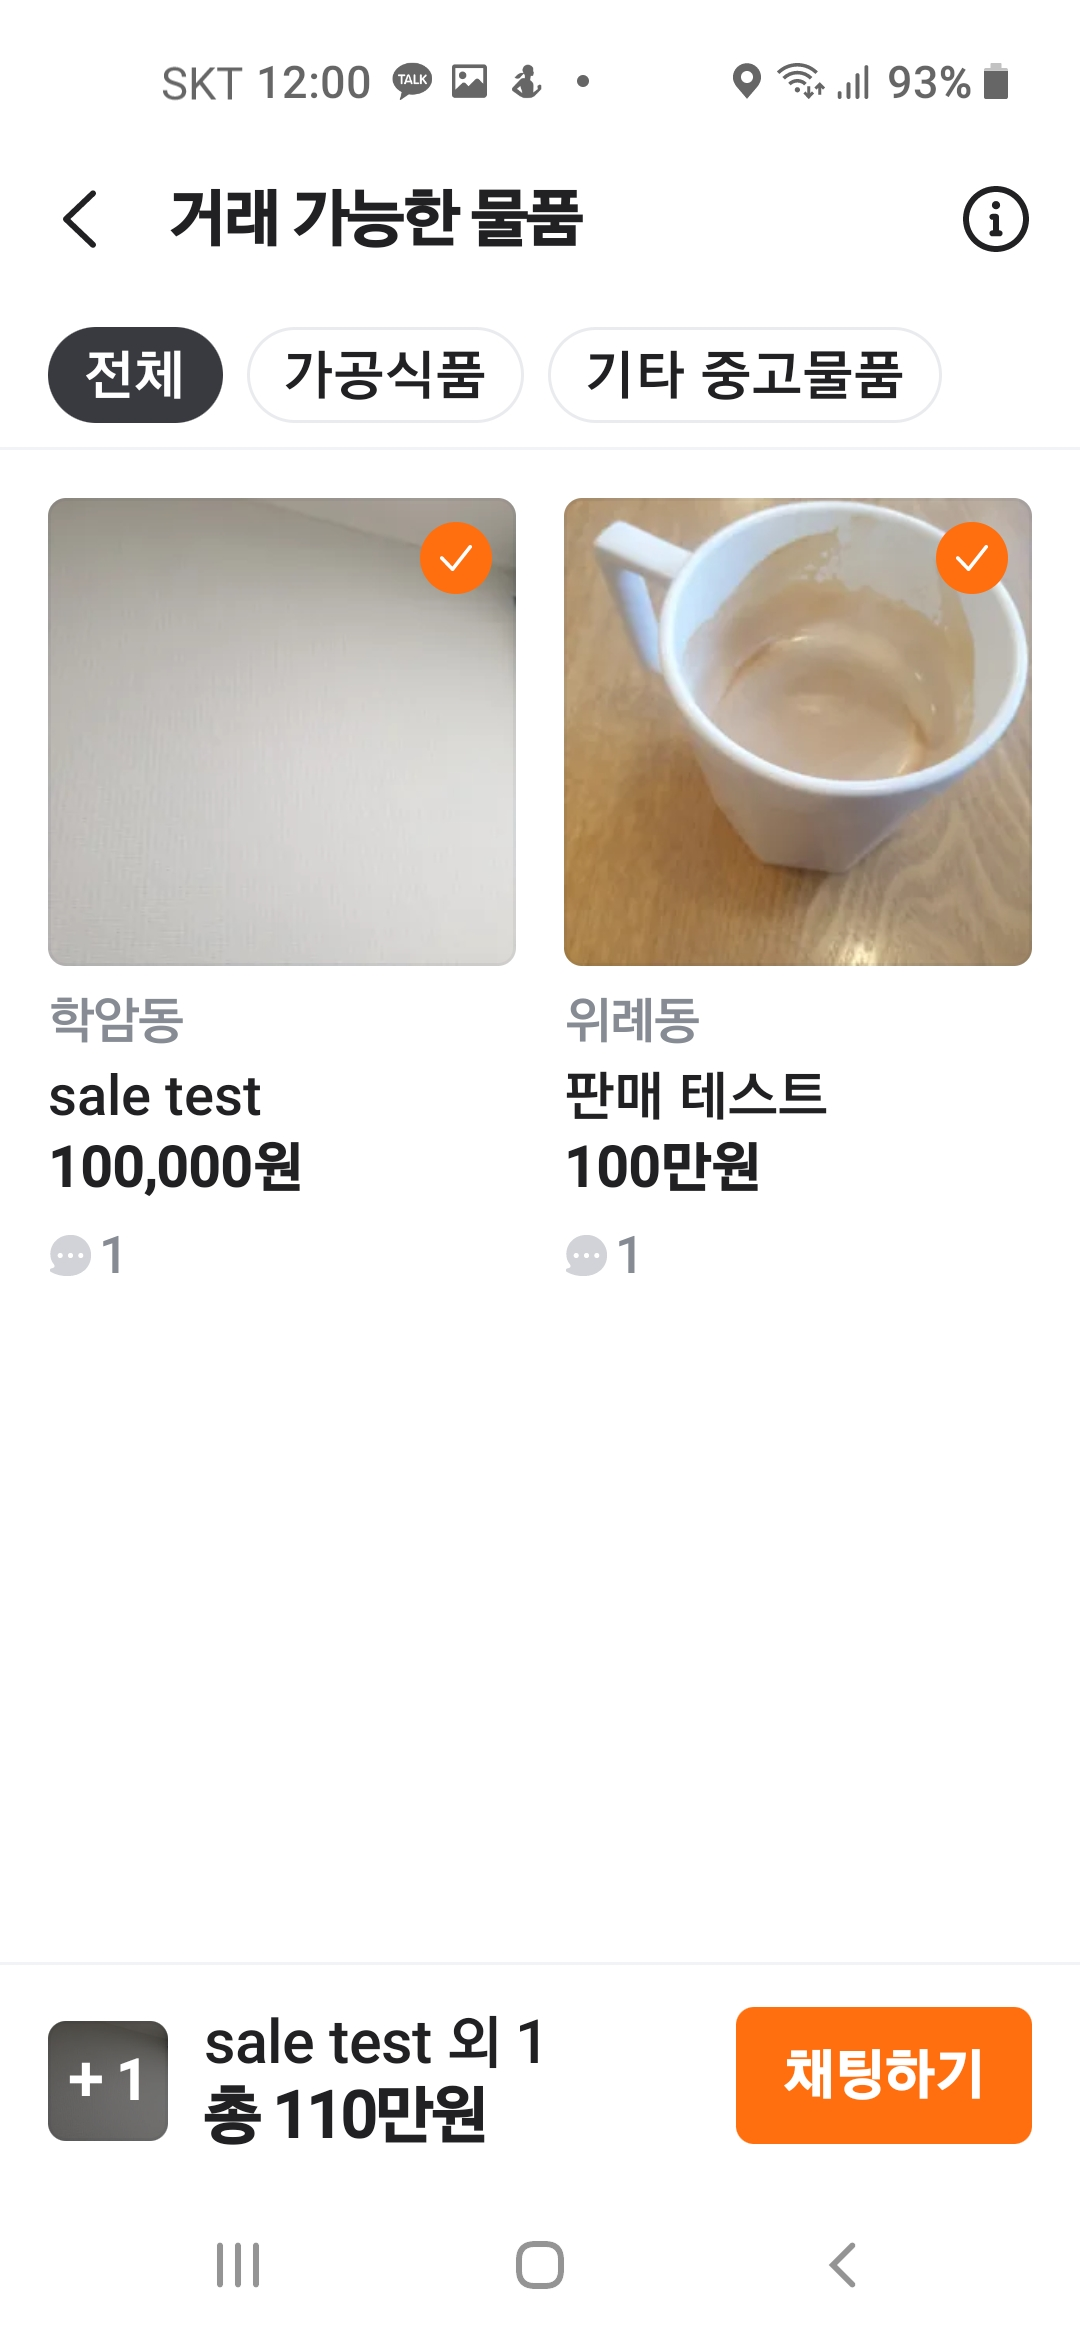 SKT 12:00 TALK 93%
거래 가능한 물품
전체 가공식품 기타 중고물품
학암동
sale test
100,000원
1
위례동
판매 테스트
100만원
1
+ 1
sale test 외 1
총 110만원
채팅하기